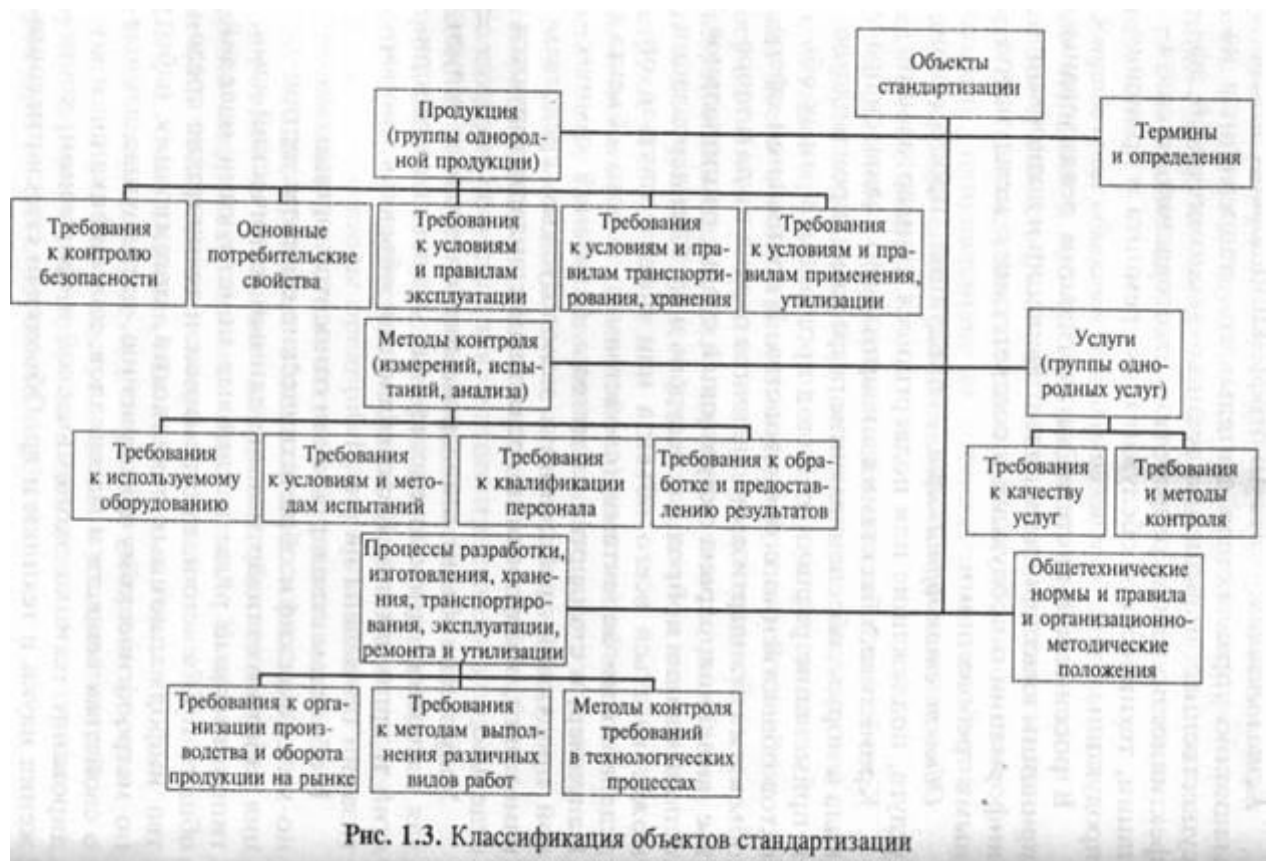 Объекты
стандартизации
Продукция
(группы однород-
ной продукции)
Термины
и определения
Требования
к контролю
безопасности
Основные
потребительские
свойства
Требования
к условиям
и правилам
эксплуатации
Требования
к условиям и пра-
вилам транспорти-
рования, хранения
Требования
к условиям и пра-
вилам применения,
утилизации
Методы контроля
(измерений, испы-
таний, анализа)
Услуги
(группы одно-
родных услуг)
Требования
к используемому
оборудованию
Требования
к условиям и мето-
дам испытаний
Требования
к квалификации
персонала
Требования к обра-
ботке и предостав-
лению результатов
Требования
к качеству
услуг
Требования
и методы
контроля
Процессы разработки,
изготовления, хране-
ния, транспортиро-
вания, эксплуатации,
ремонта и утилизации
Общетехнические
нормы и правила
и организационно-
методические
положения
Требования к ор-
ганизации произ-
водства и оборота
продукции на рынке
Требования
к методам выпол-
нения различных
видов работ
Методы контроля
требований
в технологических
процессах
Рис. 1.3. Классификация объектов стандартизации